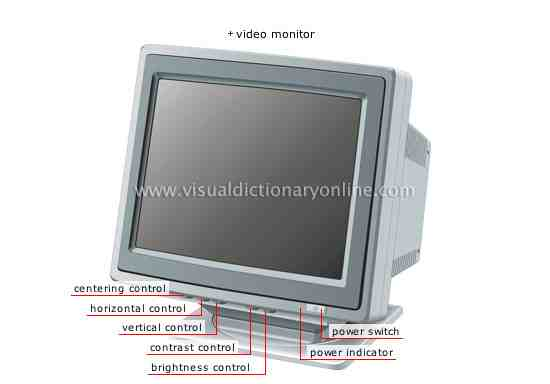 + video monitor
www.visualdictionaryonline.com
centering control
horizontal control
vertical control
power switch
contrast control
power indicator
brightness control